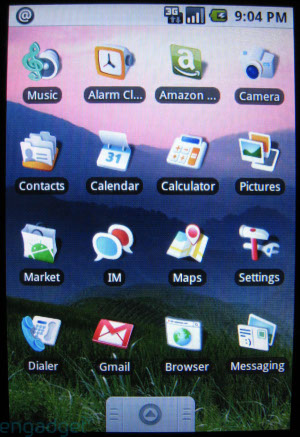 @ 3G 9:04 PM
Music Alarm Cl... Amazon ... Camera
a
31
Contacts Calendar Calculator Pictures
Market IM Maps Settings
Dialer Gmail Browser Messaging
engadget